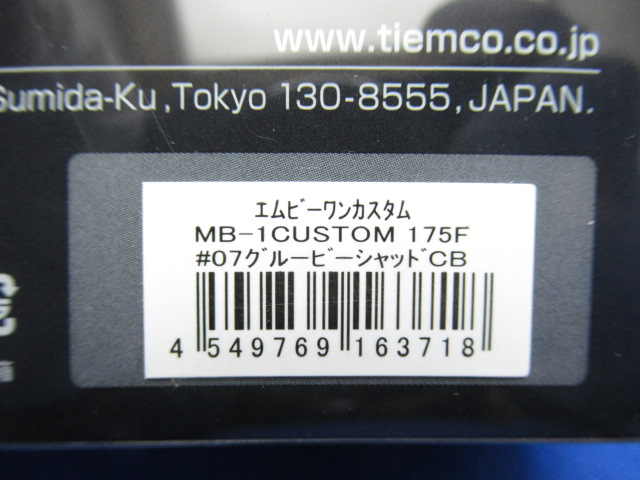 www.tiemco.co.jp
Sumida-Ku,Tokyo 130-8555,JAPAN.
ｴﾑﾋﾞｰﾜﾝｶｽﾀﾑ
MB-1CUSTOM 175F
#07ｸﾞﾙｰﾋﾞｰｼｬｯﾄﾞCB
4 549769 163718